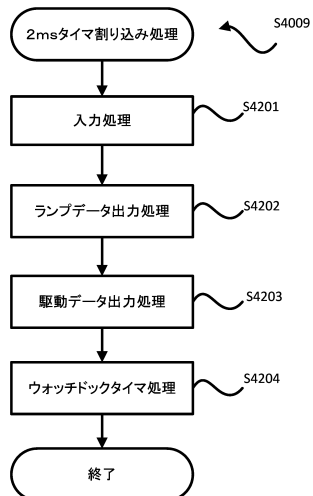 2msタイマ割り込み処理
S4009
入力処理
S4201
ランプデータ出力処理
S4202
駆動データ出力処理
S4203
ウォッチドックタイマ処理
S4204
終了